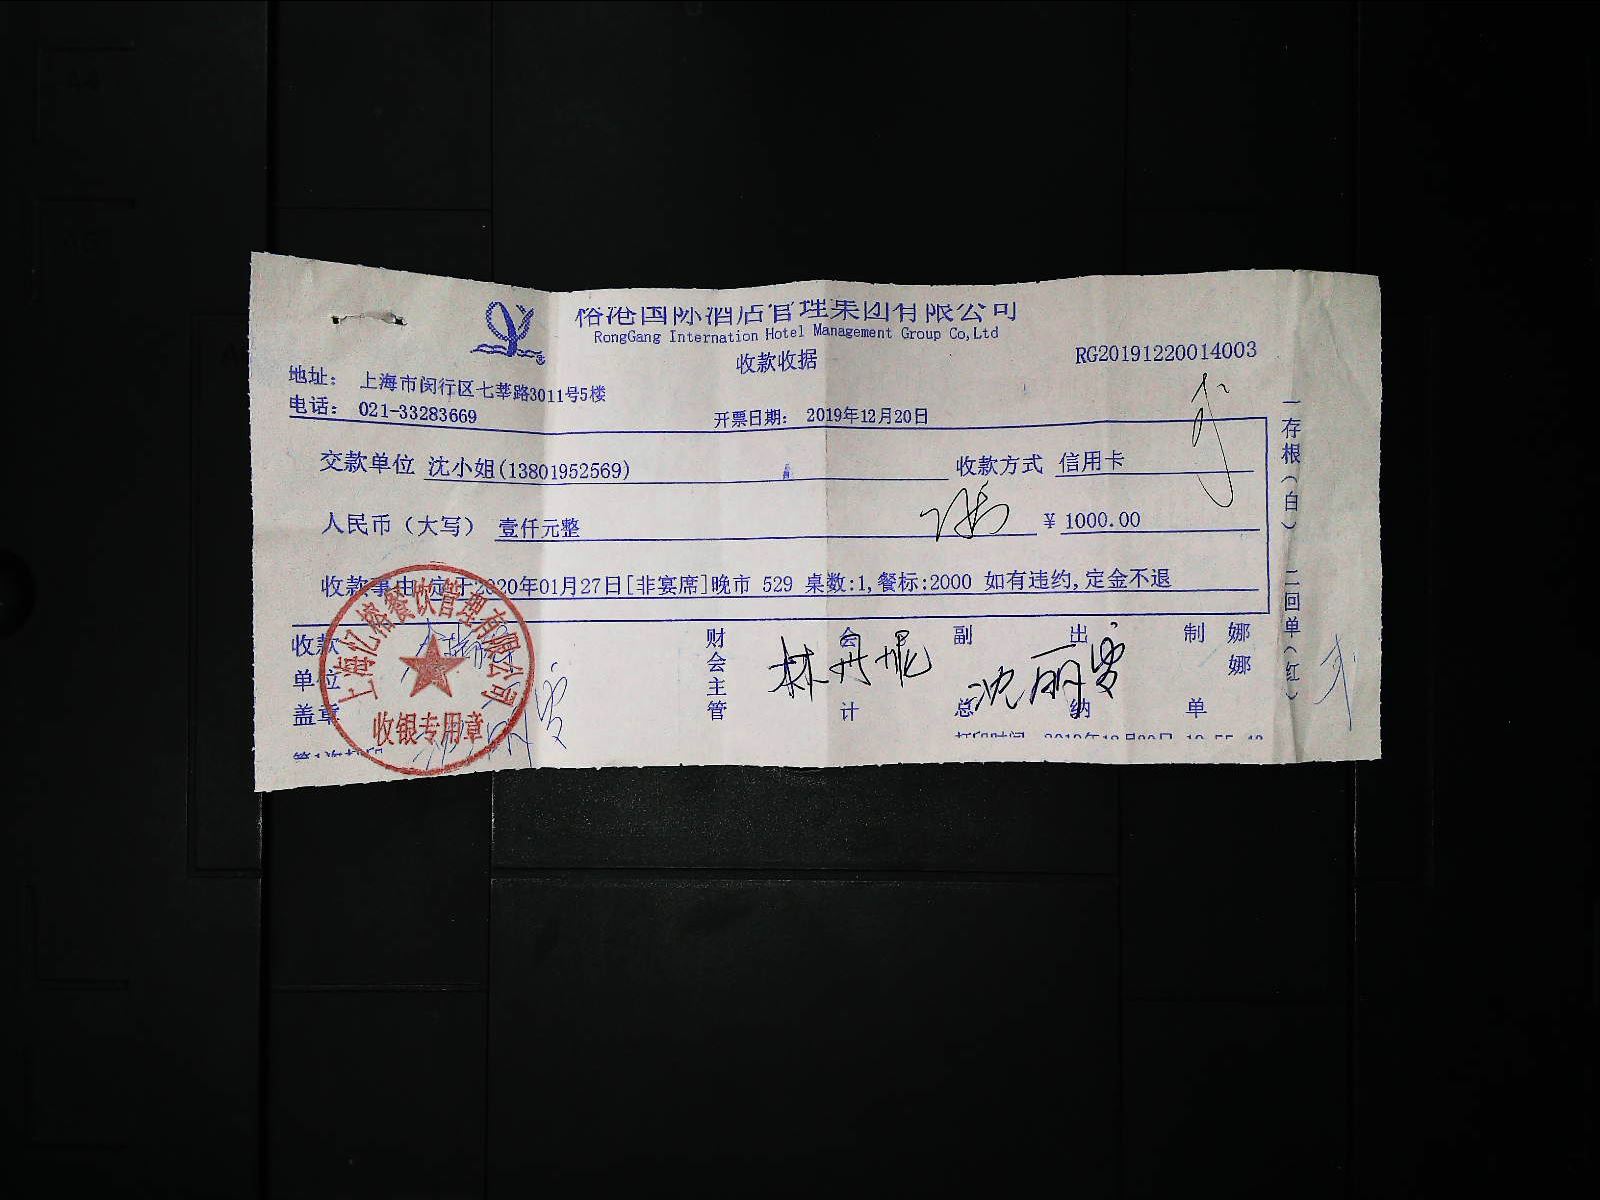 榕港国际酒店管理集团有限公司
RongGang Internation Hotel Management Group Co,Ltd
收款收据
RG20191220014003
地址： 上海市闵行区七莘路3011号5楼
电话： 021-33283669
开票日期： 2019年12月20日
交款单位 沈小姐(13801952569)
收款方式 信用卡
人民币（大写） 壹仟元整
¥ 1000.00
收款事由 定于2020年01月27日[非宴席]晚市 529 桌数:1,餐标:2000 如有违约,定金不退
收款单位盖章
财会主管
会计
林丹妮
副总
出纳
沈丽雯
制单
娜娜
一存根（白） 二回单（红）
上海亿榕餐饮管理有限公司
收银专用章